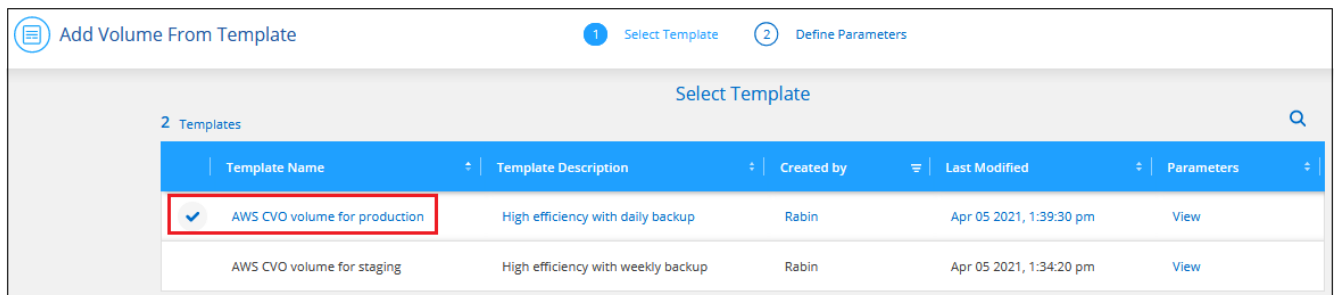 Add Volume From Template
1 Select Template 2 Define Parameters
Select Template
2 Templates
Template Name Template Description Created by Last Modified Parameters
AWS CVO volume for production High efficiency with daily backup Rabin Apr 05 2021, 1:39:30 pm View
AWS CVO volume for staging High efficiency with weekly backup Rabin Apr 05 2021, 1:34:20 pm View